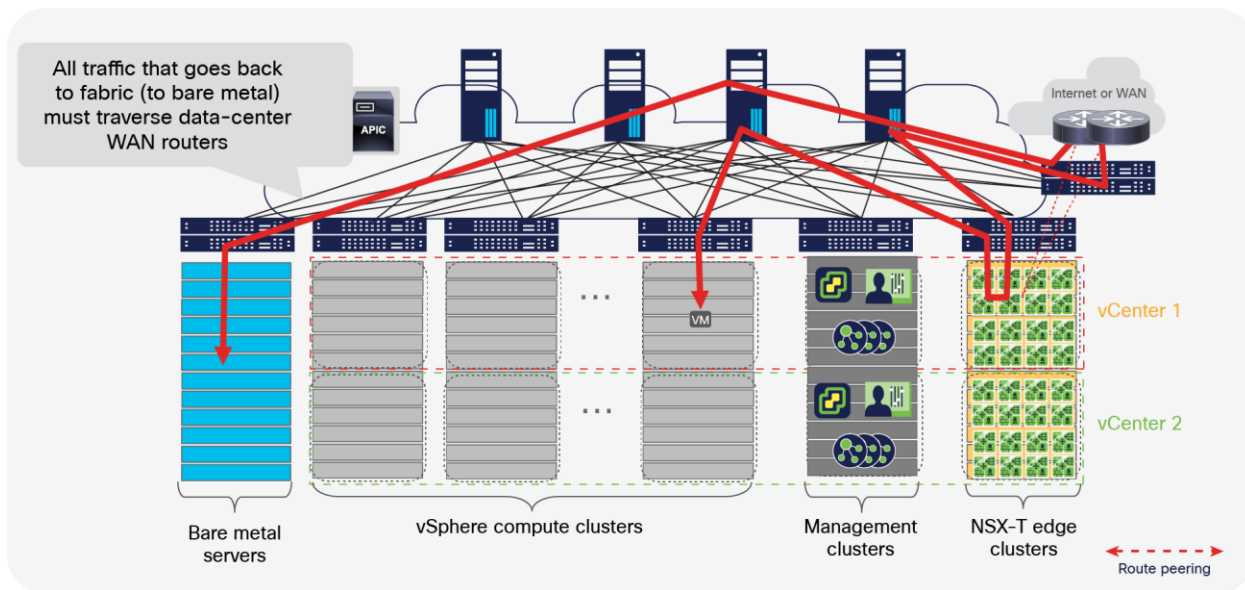 All traffic that goes back
to fabric (to bare metal)
must traverse data-center
WAN routers
APIC
Internet or WAN
VM
vCenter 1
vCenter 2
Bare metal
servers
vSphere compute clusters
Management
clusters
NSX-T edge
clusters
Route peering